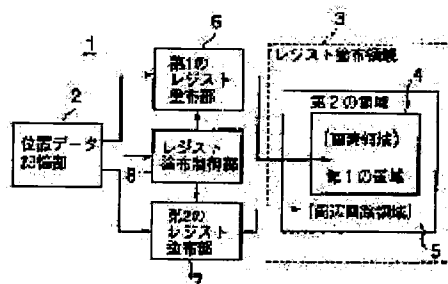 1
2
位置データ
記憶部
6
第1の
レジスト
塗布部
レジスト
塗布制御部
8
第2の
レジスト
塗布部
7
3
レジスト塗布領域
4
第2の領域
(画素領域)
第1の領域
(周辺回路領域)
5